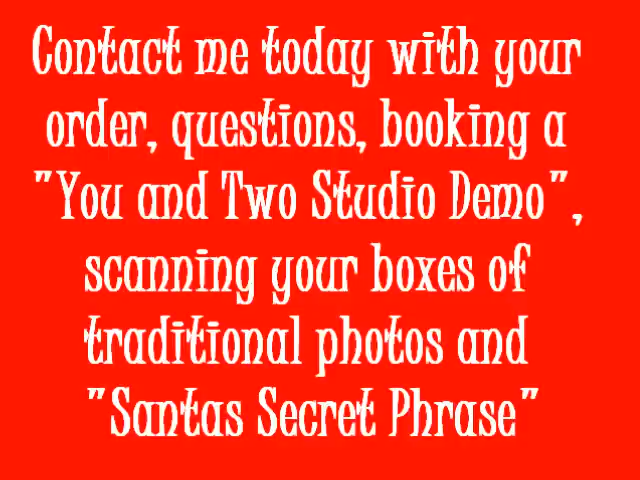 Contact me today with your
order, questions, booking a
"You and Two Studio Demo",
scanning your boxes of
traditional photos and
"Santas Secret Phrase"